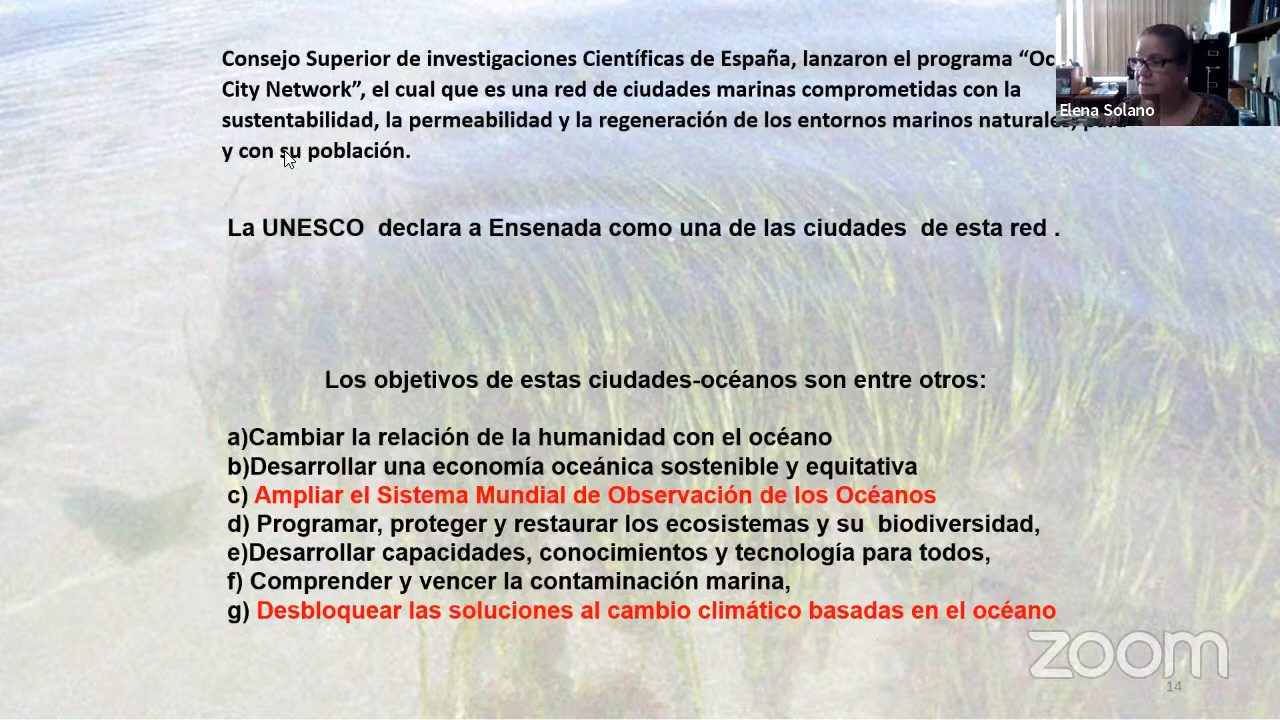 Consejo Superior de investigaciones Científicas de España, lanzaron el programa “Oc
City Network”, el cual que es una red de ciudades marinas comprometidas con la
sustentabilidad, la permeabilidad y la regeneración de los entornos marinos naturales,
y con su población.
Elena Solano
La UNESCO declara a Ensenada como una de las ciudades de esta red .
Los objetivos de estas ciudades-océanos son entre otros:
a)Cambiar la relación de la humanidad con el océano
b)Desarrollar una economía oceánica sostenible y equitativa
c) Ampliar el Sistema Mundial de Observación de los Océanos
d) Programar, proteger y restaurar los ecosistemas y su biodiversidad,
e)Desarrollar capacidades, conocimientos y tecnología para todos,
f) Comprender y vencer la contaminación marina,
g) Desbloquear las soluciones al cambio climático basadas en el océano
zoom
14